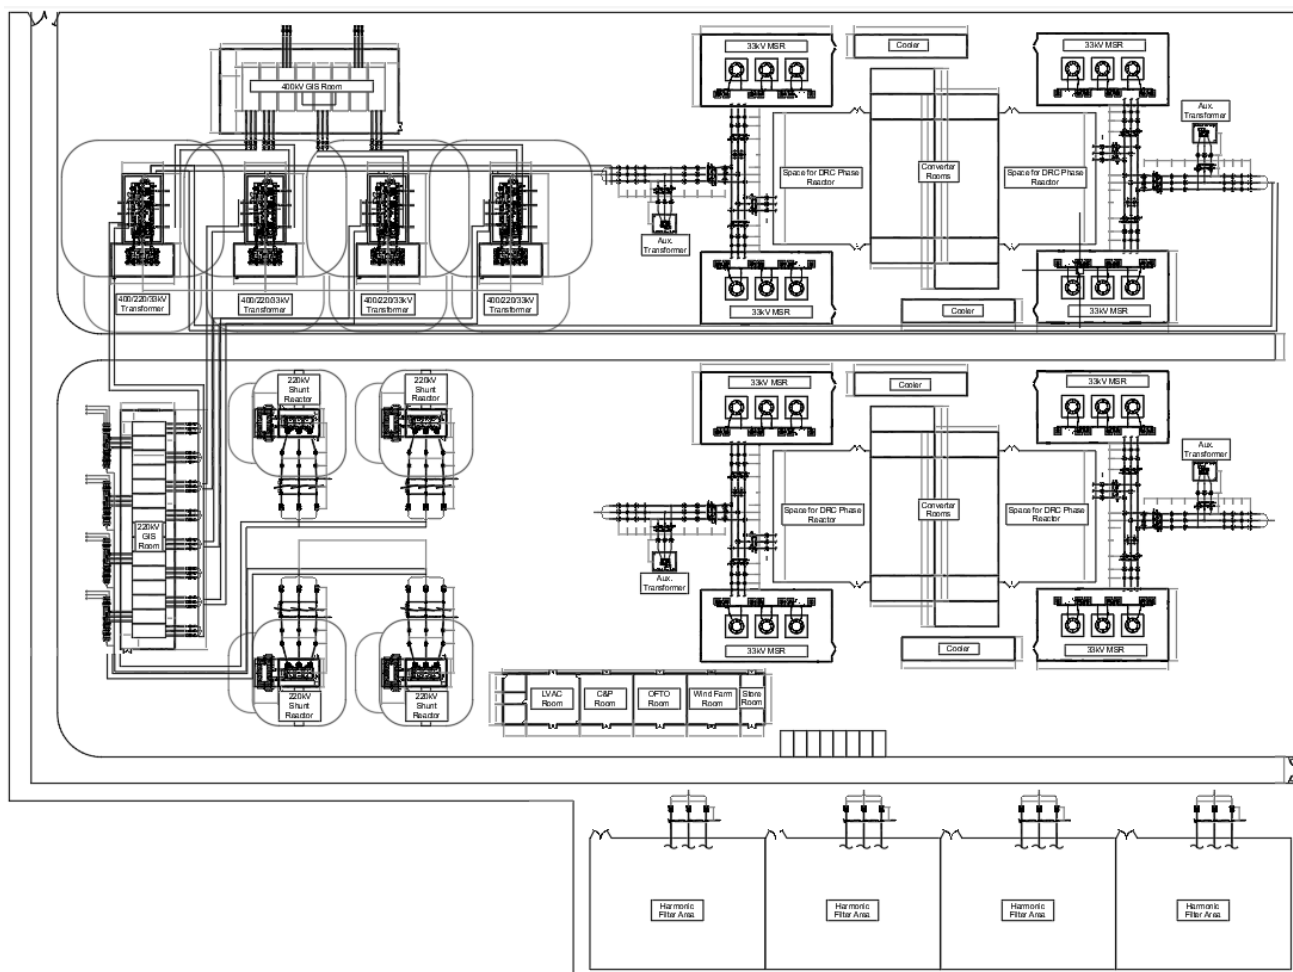 33kV MSR
Cooler
33kV MSR
400kV GIS Room
Aux.
Transformer
Space for DRC Phase
Reactor
Converter
Rooms
Space for DRC Phase
Reactor
Aux.
Transformer
400/220/33kV
Transformer
400/220/33kV
Transformer
400/220/33kV
Transformer
400/220/33kV
Transformer
33kV MSR
Cooler
33kV MSR
220kV
Shunt
Reactor
220kV
Shunt
Reactor
33kV MSR
Cooler
33kV MSR
Aux.
Transformer
220kV
GIS
Room
Space for DRC Phase
Reactor
Converter
Rooms
Space for DRC Phase
Reactor
Aux.
Transformer
33kV MSR
Cooler
33kV MSR
220kV
Shunt
Reactor
220kV
Shunt
Reactor
LVAC
Room
C&P
Room
OFTO
Room
Wind Farm
Room
Store
Room
Harmonic
Filter Area
Harmonic
Filter Area
Harmonic
Filter Area
Harmonic
Filter Area